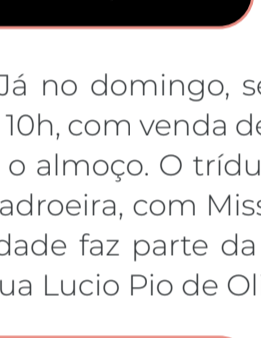 Já no domingo, se
10h, com venda de
o almoço. O trídu
adroeira, com Miss
dade faz parte da
ua Lucio Pio de Ol